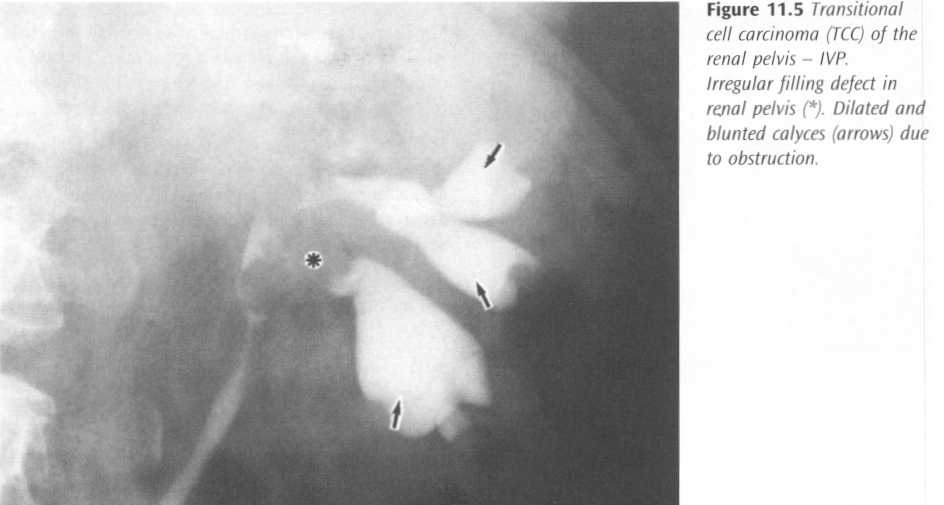 Figure 11.5 Transitional
cell carcinoma (TCC) of the
renal pelvis – IVP.
Irregular filling defect in
renal pelvis (*). Dilated and
blunted calyces (arrows) due
to obstruction.